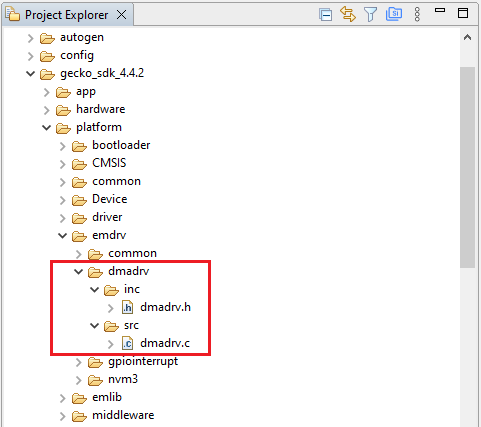 Project Explorer
autogen
config
gecko_sdk_4.4.2
app
hardware
platform
bootloader
CMSIS
common
Device
driver
emdrv
common
dmadrv
inc
.h dmadrv.h
src
.c dmadrv.c
gpiointerrupt
nvm3
emlib
middleware